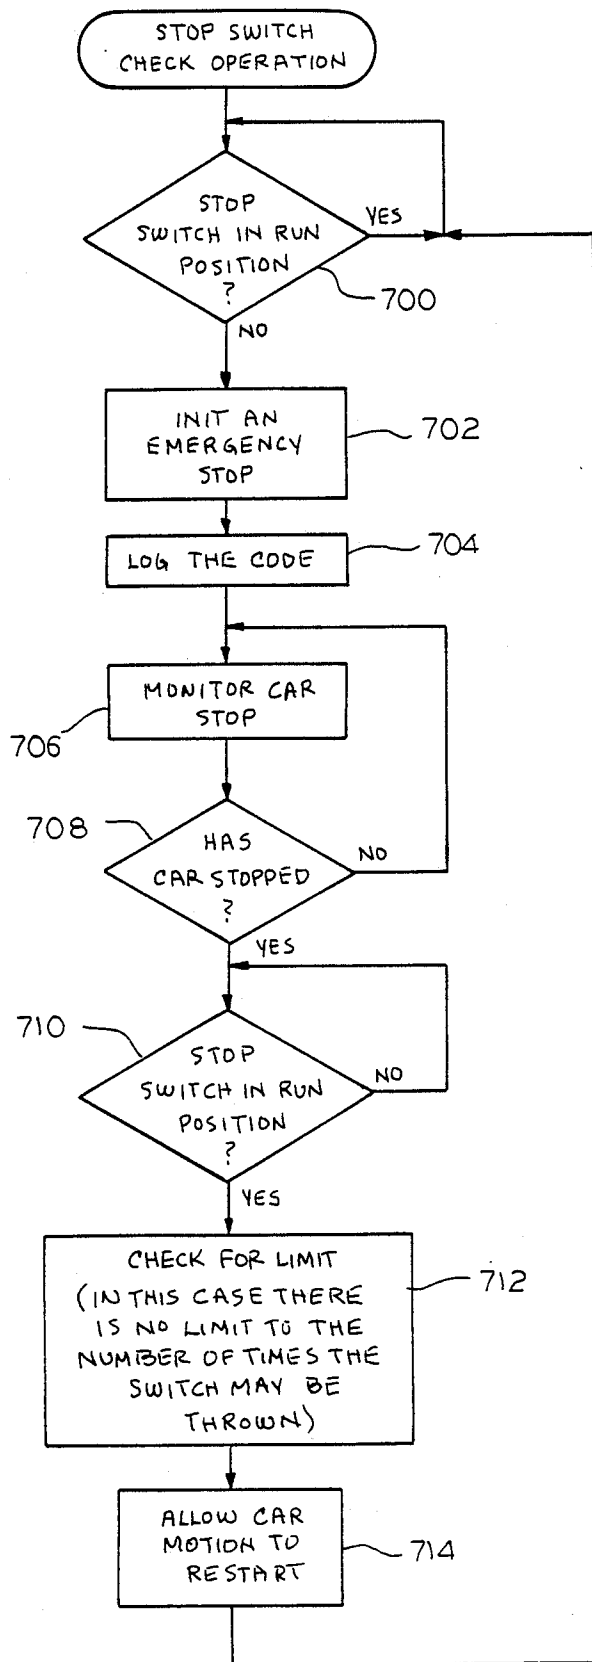 STOP SWITCH
CHECK OPERATION
STOP
SWITCH IN RUN
POSITION
?
YES
700
NO
INIT AN
EMERGENCY
STOP
702
LOG THE CODE
704
MONITOR CAR
STOP
706
708
HAS
CAR STOPPED
?
NO
YES
710
STOP
SWITCH IN RUN
POSITION
?
NO
YES
CHECK FOR LIMIT
(IN THIS CASE THERE
IS NO LIMIT TO THE
NUMBER OF TIMES THE
SWITCH MAY BE
THROWN)
712
ALLOW CAR
MOTION TO
RESTART
714